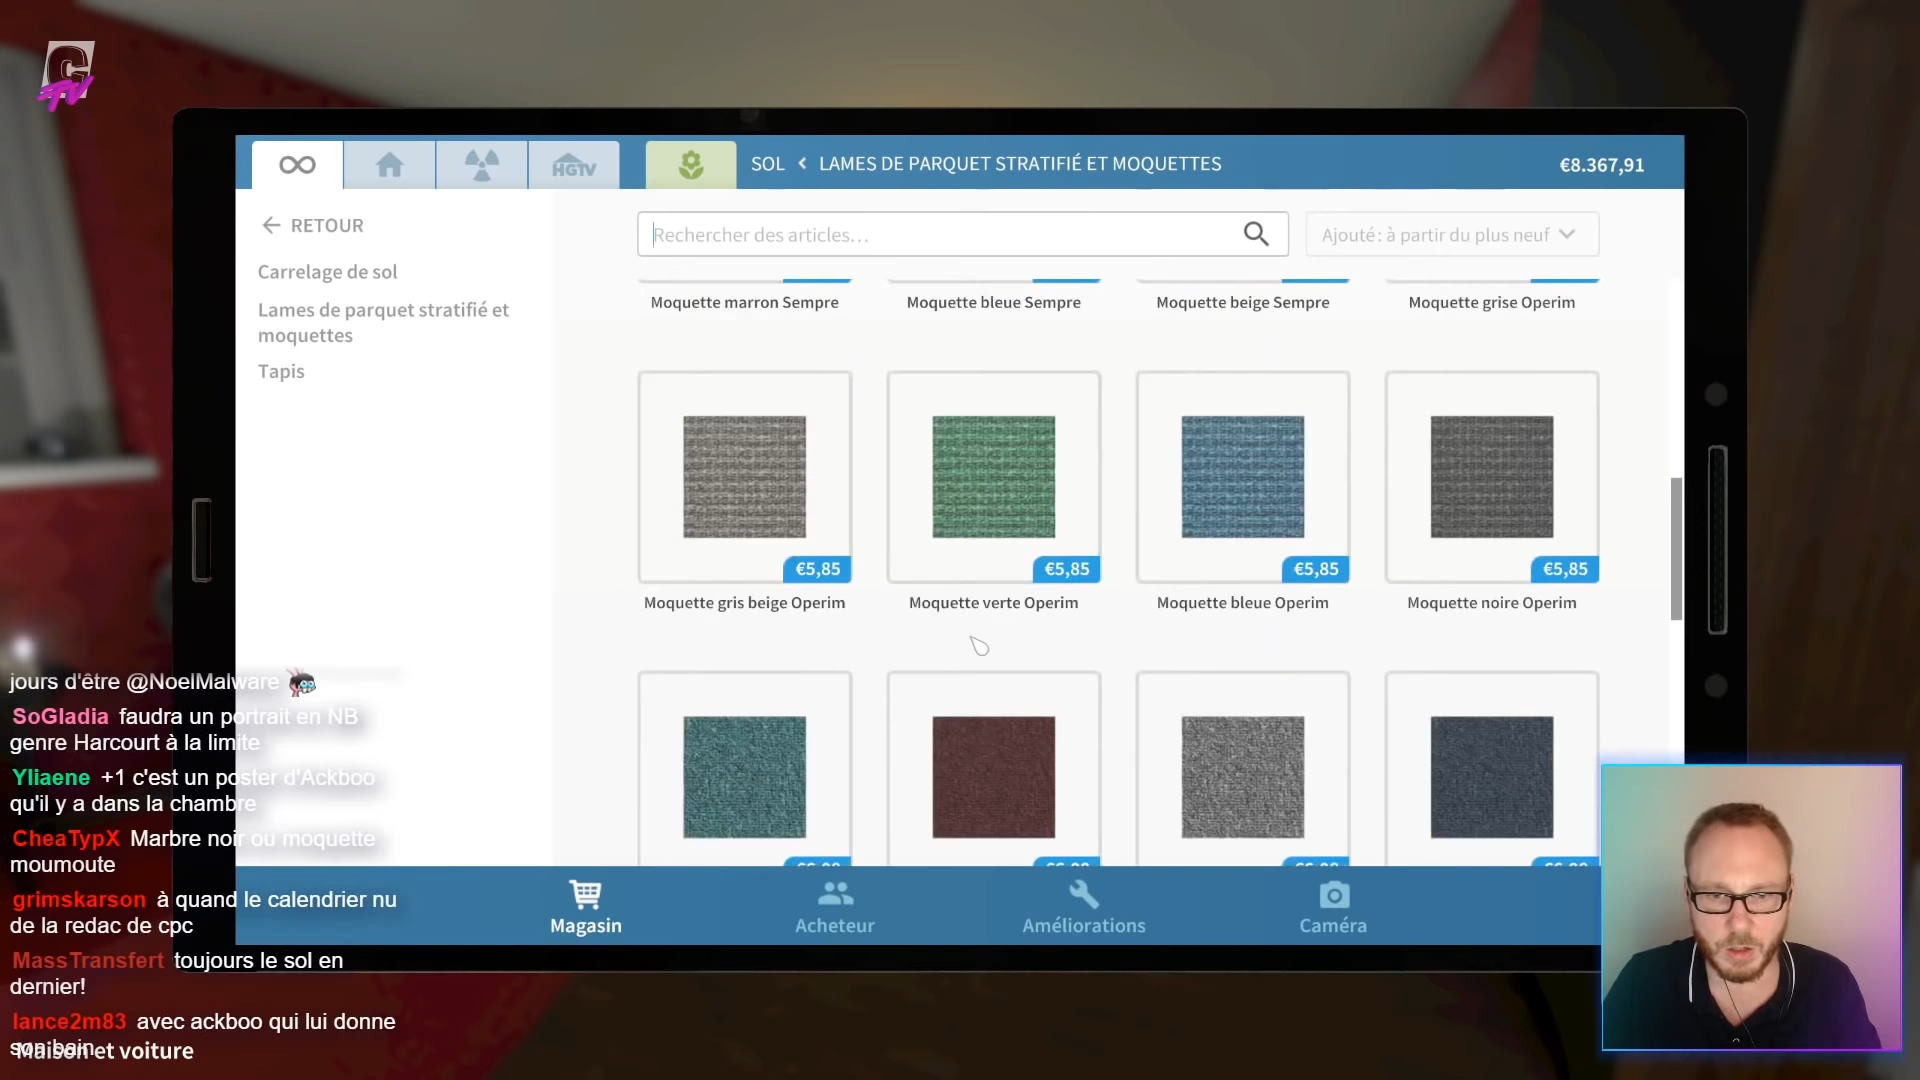 C
TV
HGTV
SOL < LAMES DE PARQUET STRATIFIÉ ET MOQUETTES
€8.367,91
RETOUR
Carrelage de sol
Lames de parquet stratifié et
moquettes
Tapis
Rechercher des articles...
Ajouté : à partir du plus neuf
Moquette marron Sempre
Moquette bleue Sempre
Moquette beige Sempre
Moquette grise Operim
€5,85
€5,85
€5,85
€5,85
Moquette gris beige Operim
Moquette verte Operim
Moquette bleue Operim
Moquette noire Operim
Magasin
Acheteur
Améliorations
Caméra
jours d'être @NoelMalware
SoGladia faudra un portrait en NB
genre Harcourt à la limite
Yliaene +1 c'est un poster d'Ackboo
qu'il y a dans la chambre
CheaTypX Marbre noir ou moquette
moumoute
grimskarson à quand le calendrier nu
de la redac de cpc
MassTransfert toujours le sol en
dernier!
lance2m83 avec ackboo qui lui donne
son bain
Maison et voiture